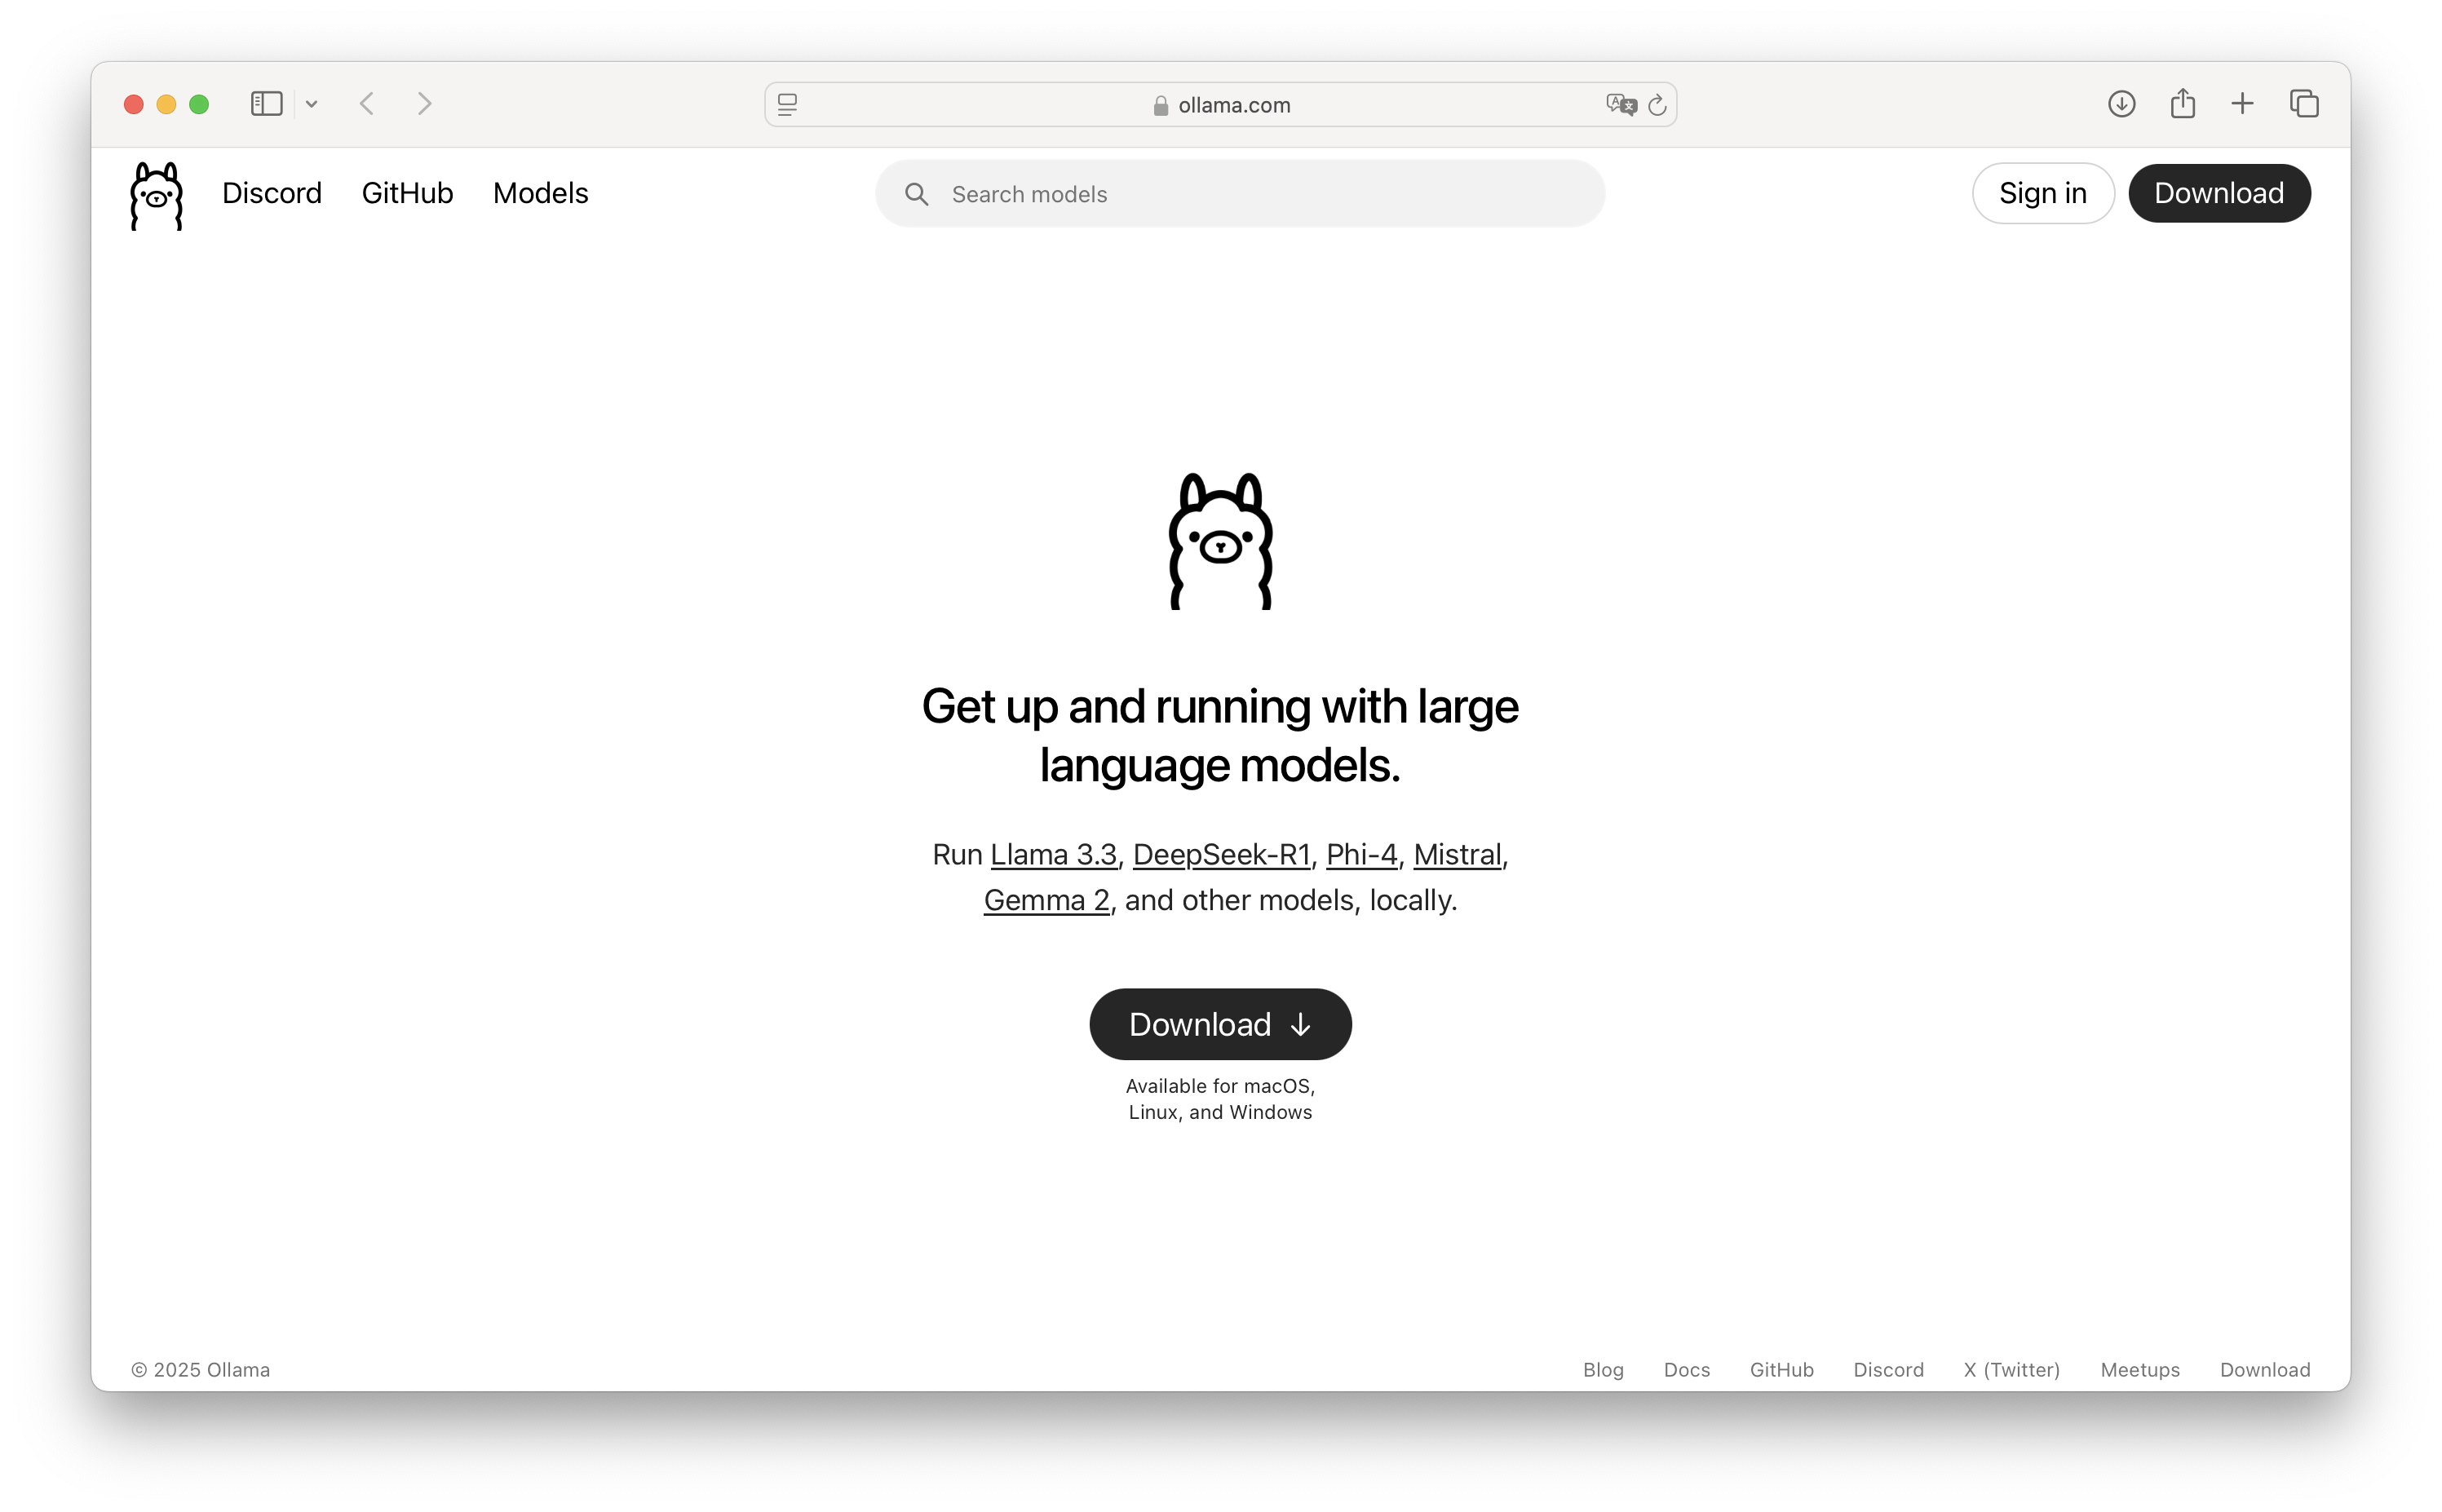 ollama.com
Discord GitHub Models
Search models
Sign in Download
Get up and running with large
language models.
Run Llama 3.3, DeepSeek-R1, Phi-4, Mistral,
Gemma 2, and other models, locally.
Download ↓
Available for macOS,
Linux, and Windows
© 2025 Ollama Blog Docs GitHub Discord X (Twitter) Meetups Download